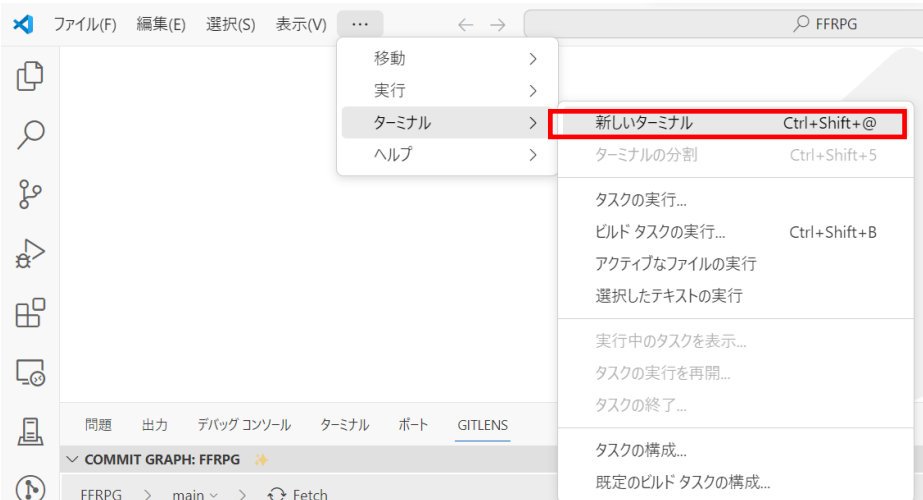 ファイル(F) 編集(E) 選択(S) 表示(V) … FFRPG
移動
実行
ターミナル
ヘルプ
新しいターミナル Ctrl+Shift+@
ターミナルの分割 Ctrl+Shift+5
タスクの実行...
ビルド タスクの実行... Ctrl+Shift+B
アクティブなファイルの実行
選択したテキストの実行
実行中のタスクを表示...
タスクの実行を再開...
タスクの終了...
タスクの構成...
既定のビルド タスクの構成...
問題 出力 デバッグ コンソール ターミナル ポート GITLENS
COMMIT GRAPH: FFRPG
FFRPG > main > Fetch